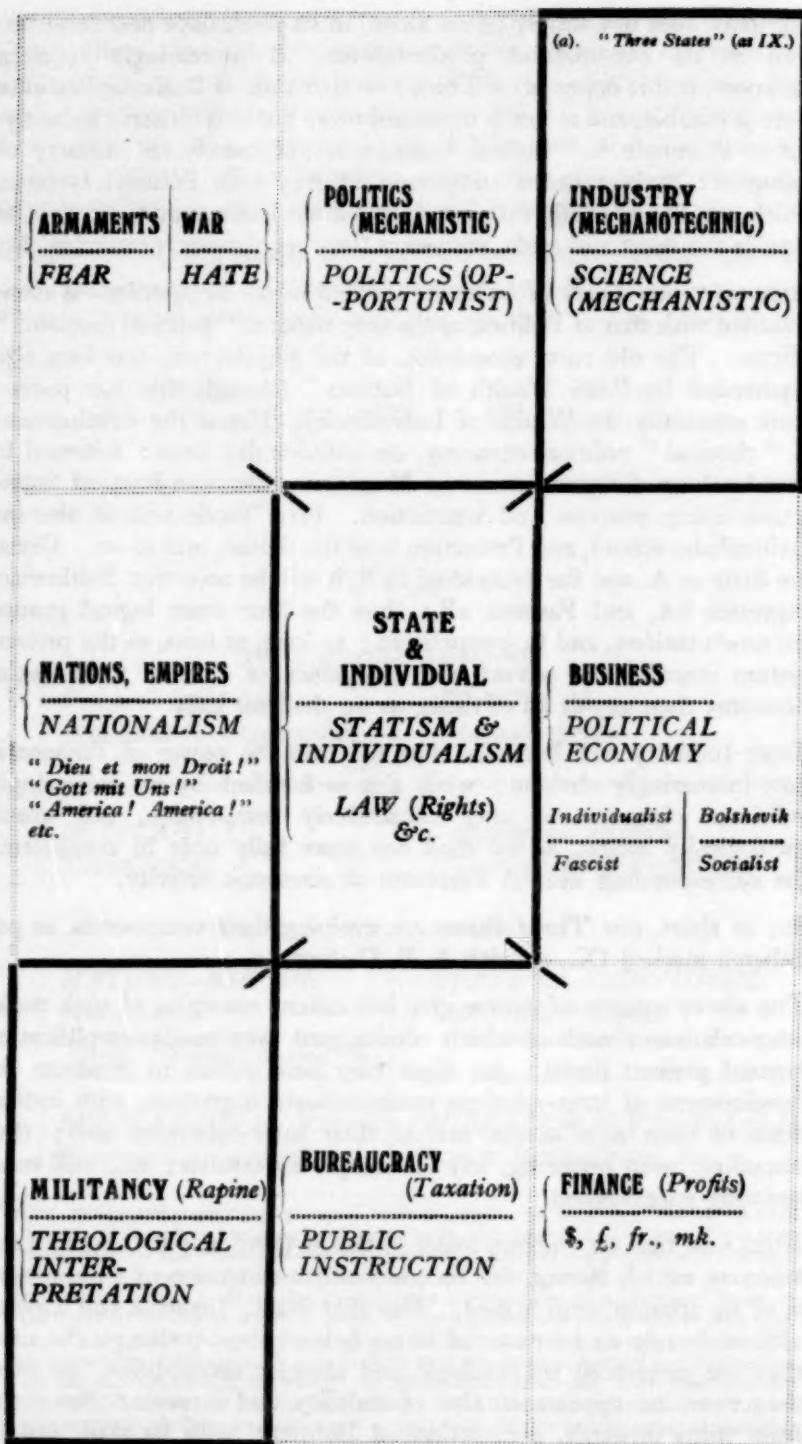 (a). "Three States" (as IX.)
ARMAMENTS
FEAR
WAR
HATE
POLITICS
(MECHANISTIC)
POLITICS (OP-
-PORTUNIST)
INDUSTRY
(MECHANOTECHNIC)
SCIENCE
(MECHANISTIC)
NATIONS, EMPIRES
NATIONALISM
"Dieu et mon Droit!"
"Gott mit Uns!"
"America! America!"
etc.
STATE
&
INDIVIDUAL
STATISM &
INDIVIDUALISM
LAW (Rights)
&c.
BUSINESS
POLITICAL
ECONOMY
Individualist
Bolshevik
Fascist
Socialist
MILITANCY (Rapine)
THEOLOGICAL
INTER-
PRETATION
BUREAUCRACY
(Taxation)
PUBLIC
INSTRUCTION
FINANCE (Profits)
$, £, fr., mk.